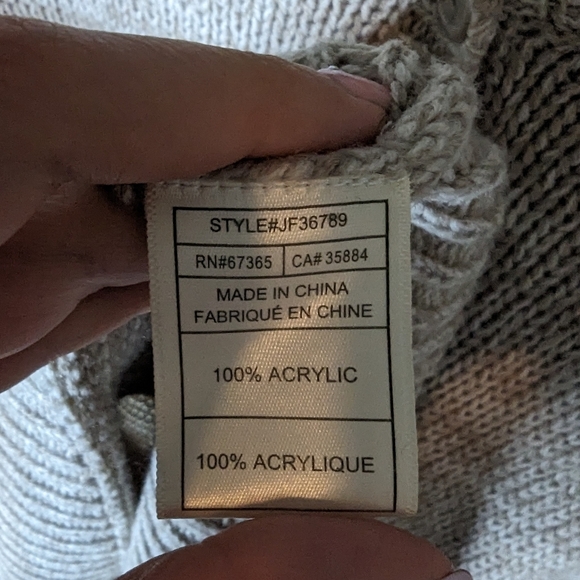 STYLE#JF36789
RN#67365 CA# 35884
MADE IN CHINA
FABRIQUÉ EN CHINE
100% ACRYLIC
100% ACRYLIQUE